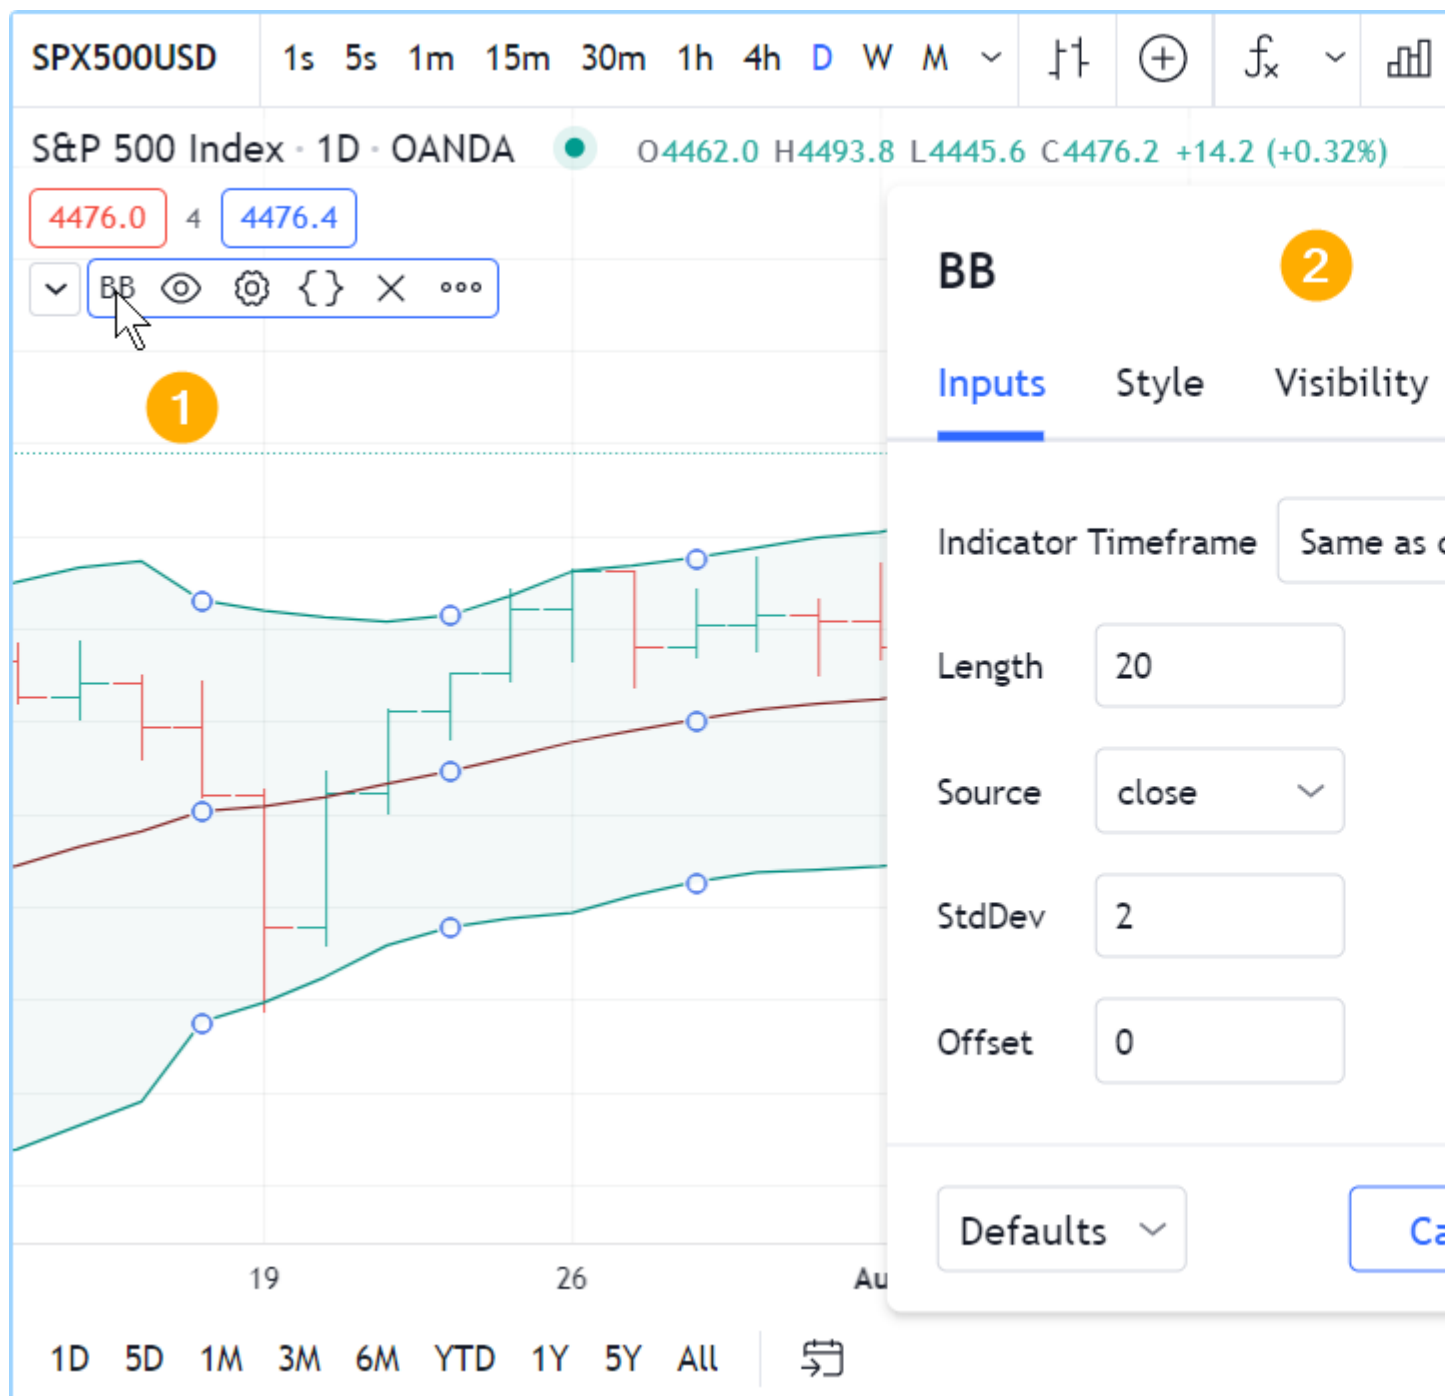 SPX500USD 1s 5s 1m 15m 30m 1h 4h D W M fx
S&P 500 Index · 1D · OANDA O4462.0 H4493.8 L4445.6 C4476.2 +14.2 (+0.32%)
4476.0 4 4476.4
BB
1
BB 2
Inputs Style Visibility
Indicator Timeframe Same as
Length 20
Source close
StdDev 2
Offset 0
Defaults
19 26
1D 5D 1M 3M 6M YTD 1Y 5Y All